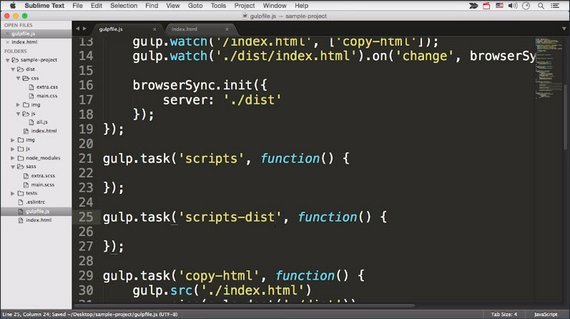 Sublime Text File Edit Selection Find View Goto Tools Project Window Help
gulpfile.js — sample-project
OPEN FILES
gulpfile.js
index.html
FOLDERS
sample-project
dist
css
extra.css
main.css
img
js
all.js
index.html
img
js
node_modules
sass
extra.scss
main.scss
tests
.eslintrc
gulpfile.js
index.html
gulpfile.js index.html
13 gulp.watch('/index.html', ['copy-html']);
14 gulp.watch('./dist/index.html').on('change', browserSy
15
16 browserSync.init({
17 server: './dist'
18 });
19 });
20
21 gulp.task('scripts', function() {
22
23 });
24
25 gulp.task('scripts-dist', function() {
26
27 });
28
29 gulp.task('copy-html', function() {
30 gulp.src('./index.html')
31
Line 25, Column 24; Saved ~/Desktop/sample-project/gulpfile.js (UTF-8) Tab Size: 4 JavaScript